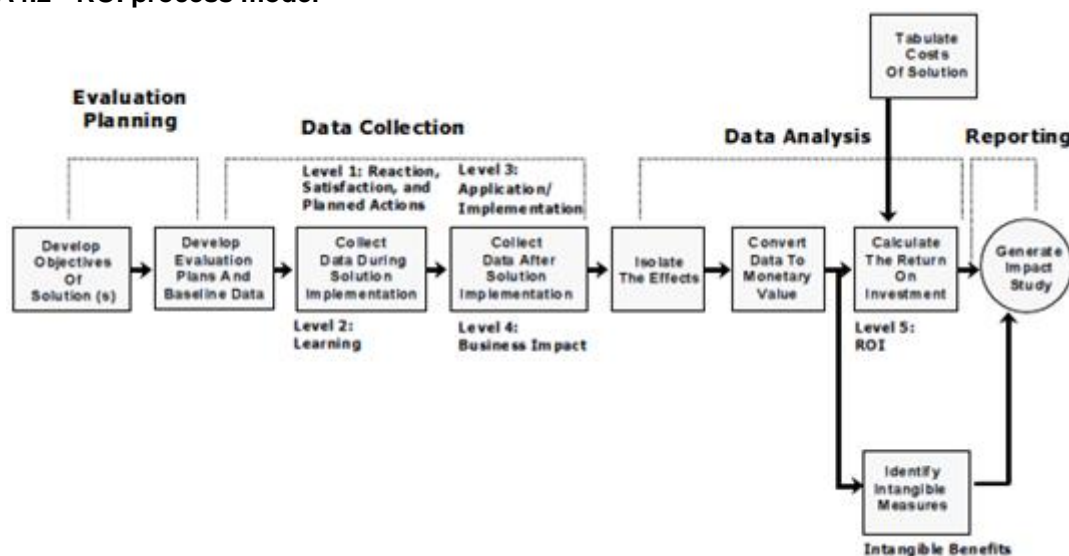 Tabulate
Costs
Of Solution
Evaluation
Planning
Data Collection
Data Analysis
Reporting
Level 1: Reaction,
Satisfaction, and
Planned Actions
Level 3:
Application/
Implementation
Develop
Objectives
Of
Solution (s)
Develop
Evaluation
Plans And
Baseline Data
Collect
Data During
Solution
Implementation
Collect
Data After
Solution
Implementation
Isolate
The Effects
Convert
Data To
Monetary
Value
Calculate
The Return
On
Investment
Generate
Impact
Study
Level 2:
Learning
Level 4:
Business Impact
Level 5:
ROI
Identify
Intangible
Measures
Intangible Benefits